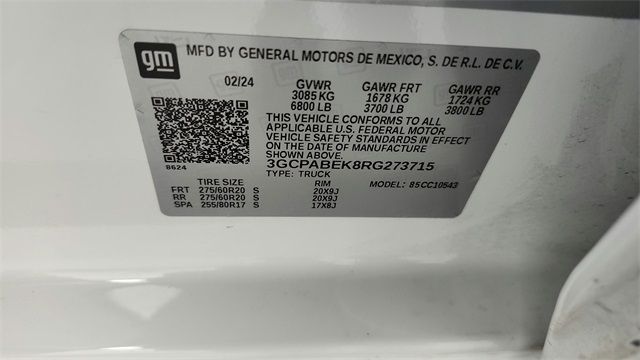 gm MFD BY GENERAL MOTORS DE MEXICO, S. DE R.L. DE C.V.
02/24 GVWR GAWR FRT GAWR RR
3085 KG 1678 KG 1724 KG
6800 LB 3700 LB 3800 LB
THIS VEHICLE CONFORMS TO ALL
APPLICABLE U.S. FEDERAL MOTOR
VEHICLE SAFETY STANDARDS IN EFFECT
ON THE DATE OF MANUFACTURE
8624 3GCPABEK8RG273715
TYPE: TRUCK MODEL: 85CC10543
TIRE SIZE RIM
FRT 275/60R20 S 20X9J
RR 275/60R20 S 20X9J
SPA 255/80R17 S 17X8J